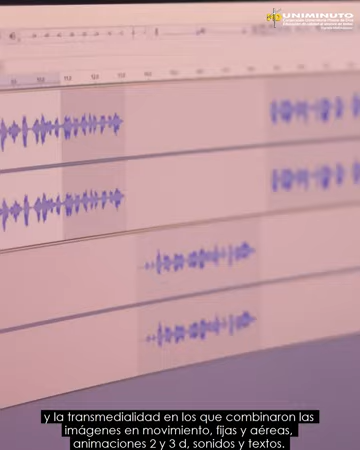 UNIMINUTO
y la transmedialidad en los que combinaron las
imágenes en movimiento, fijas y aéreas,
animaciones 2 y 3 d, sonidos y textos.